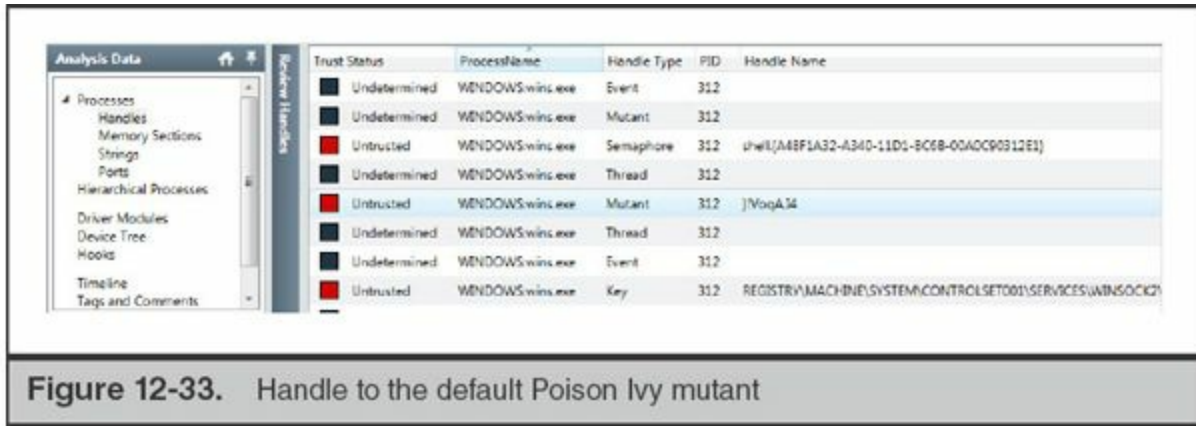 Analysis Data
Processes
Handles
Memory Sections
Strings
Ports
Hierarchical Processes
Driver Modules
Device Tree
Hooks
Timeline
Tags and Comments
Review Handles
Trust Status ProcessName Handle Type PID Handle Name
Undetermined WINDOWS:wins.exe Event 312
Undetermined WINDOWS:wins.exe Mutant 312
Untrusted WINDOWS:wins.exe Semaphore 312 shell.{A48F1A32-A340-11D1-BC6B-00A0C90312E1}
Undetermined WINDOWS:wins.exe Thread 312
Untrusted WINDOWS:wins.exe Mutant 312 )!VoqA.I4
Undetermined WINDOWS:wins.exe Thread 312
Undetermined WINDOWS:wins.exe Event 312
Untrusted WINDOWS:wins.exe Key 312 REGISTRY\MACHINE\SYSTEM\CONTROLSET001\SERVICES\WINSOCK2\
Figure 12-33. Handle to the default Poison Ivy mutant